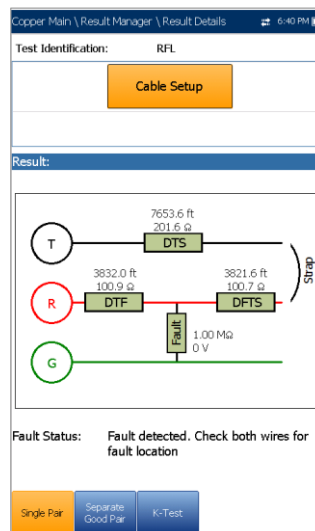 Copper Main \ Result Manager \ Result Details 6:40 PM
Test Identification: RFL
Cable Setup
Result:
7653.6 ft
201.6 Ω
T
DTS
3832.0 ft
100.9 Ω
3821.6 ft
100.7 Ω
Strap
R
DTF
DFTS
Fault
1.00 MΩ
0 V
G
Fault Status: Fault detected. Check both wires for
fault location
Single Pair
Separate
Good Pair
K-Test